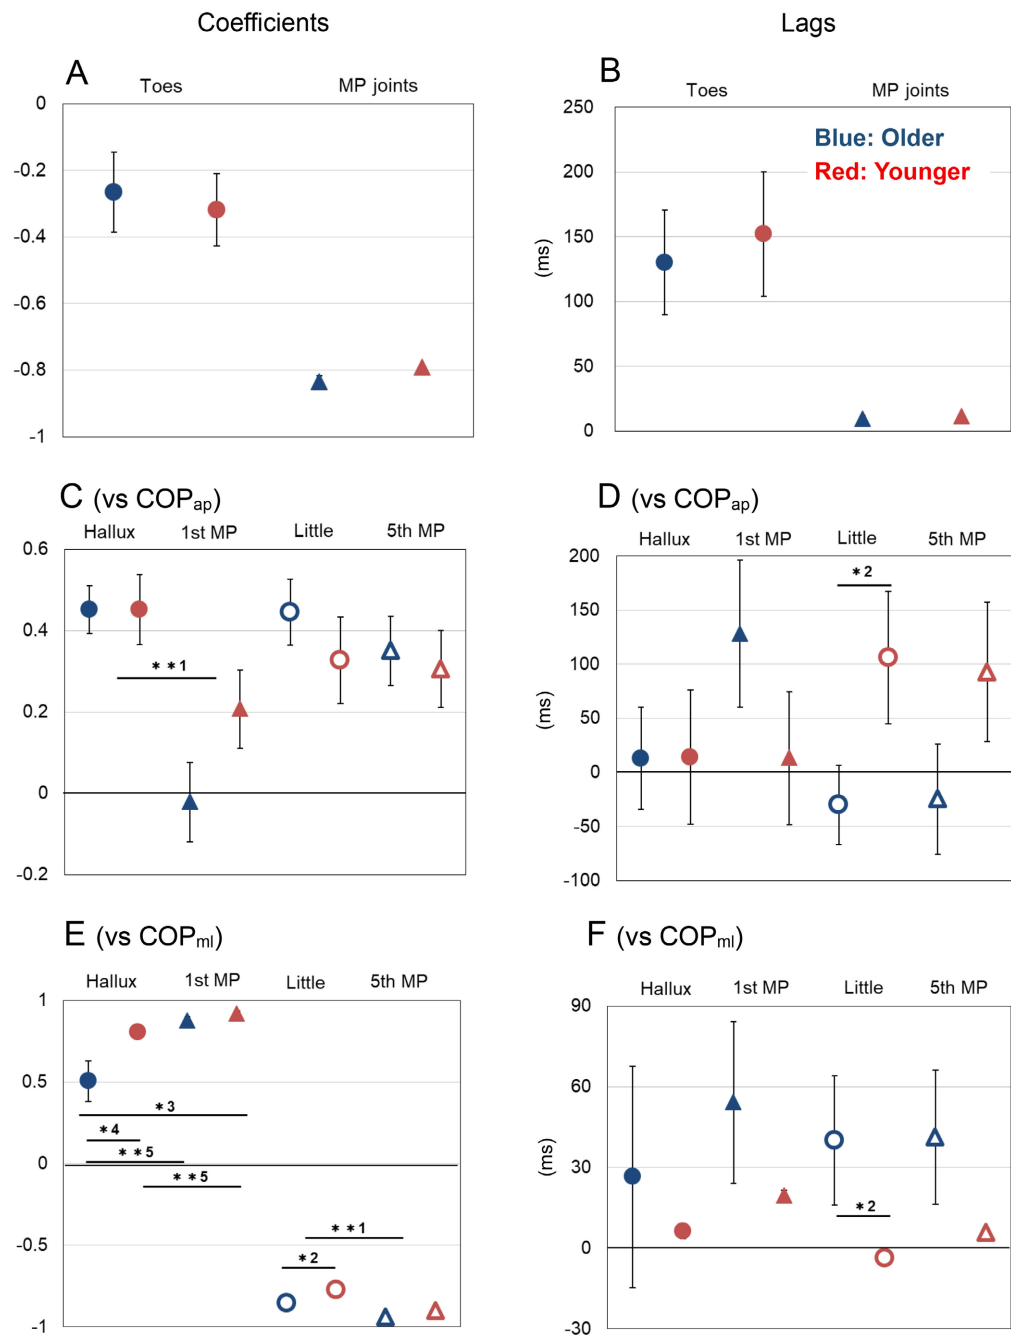 Coefficients
Lags
A
Toes
MP joints
0
-0.2
-0.4
-0.6
-0.8
-1
B
Toes
MP joints
250
200
150
100
50
0
(ms)
Blue: Older
Red: Younger
C (vs COPap)
Hallux
1st MP
Little
5th MP
0.6
0.4
0.2
0
-0.2
**1
D (vs COPap)
Hallux
1st MP
Little
5th MP
200
150
100
50
0
-50
-100
(ms)
*2
E (vs COPml)
Hallux
1st MP
Little
5th MP
1
0.5
0
-0.5
-1
*3
*4
**5
**5
**1
*2
F (vs COPml)
Hallux
1st MP
Little
5th MP
90
60
30
0
-30
(ms)
*2